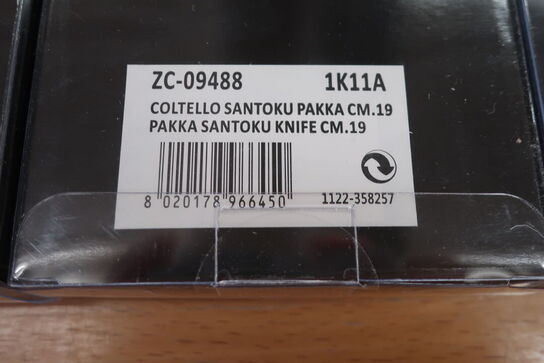 ZC-09488 1K11A
COLTELLO SANTOKU PAKKA CM.19
PAKKA SANTOKU KNIFE CM.19
8 020178 966450 1122-358257